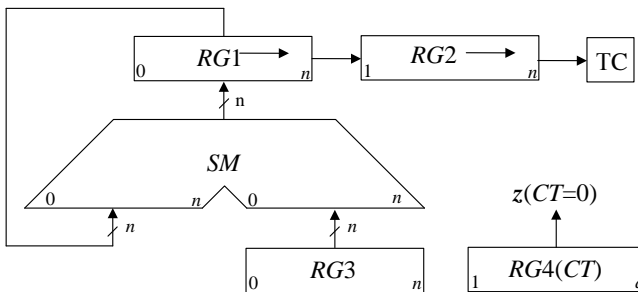 RG1
0 n
RG2
1 n
TC
n
SM
0 n 0 n
z(CT=0)
n
n
RG3
0 n
RG4(CT)
1